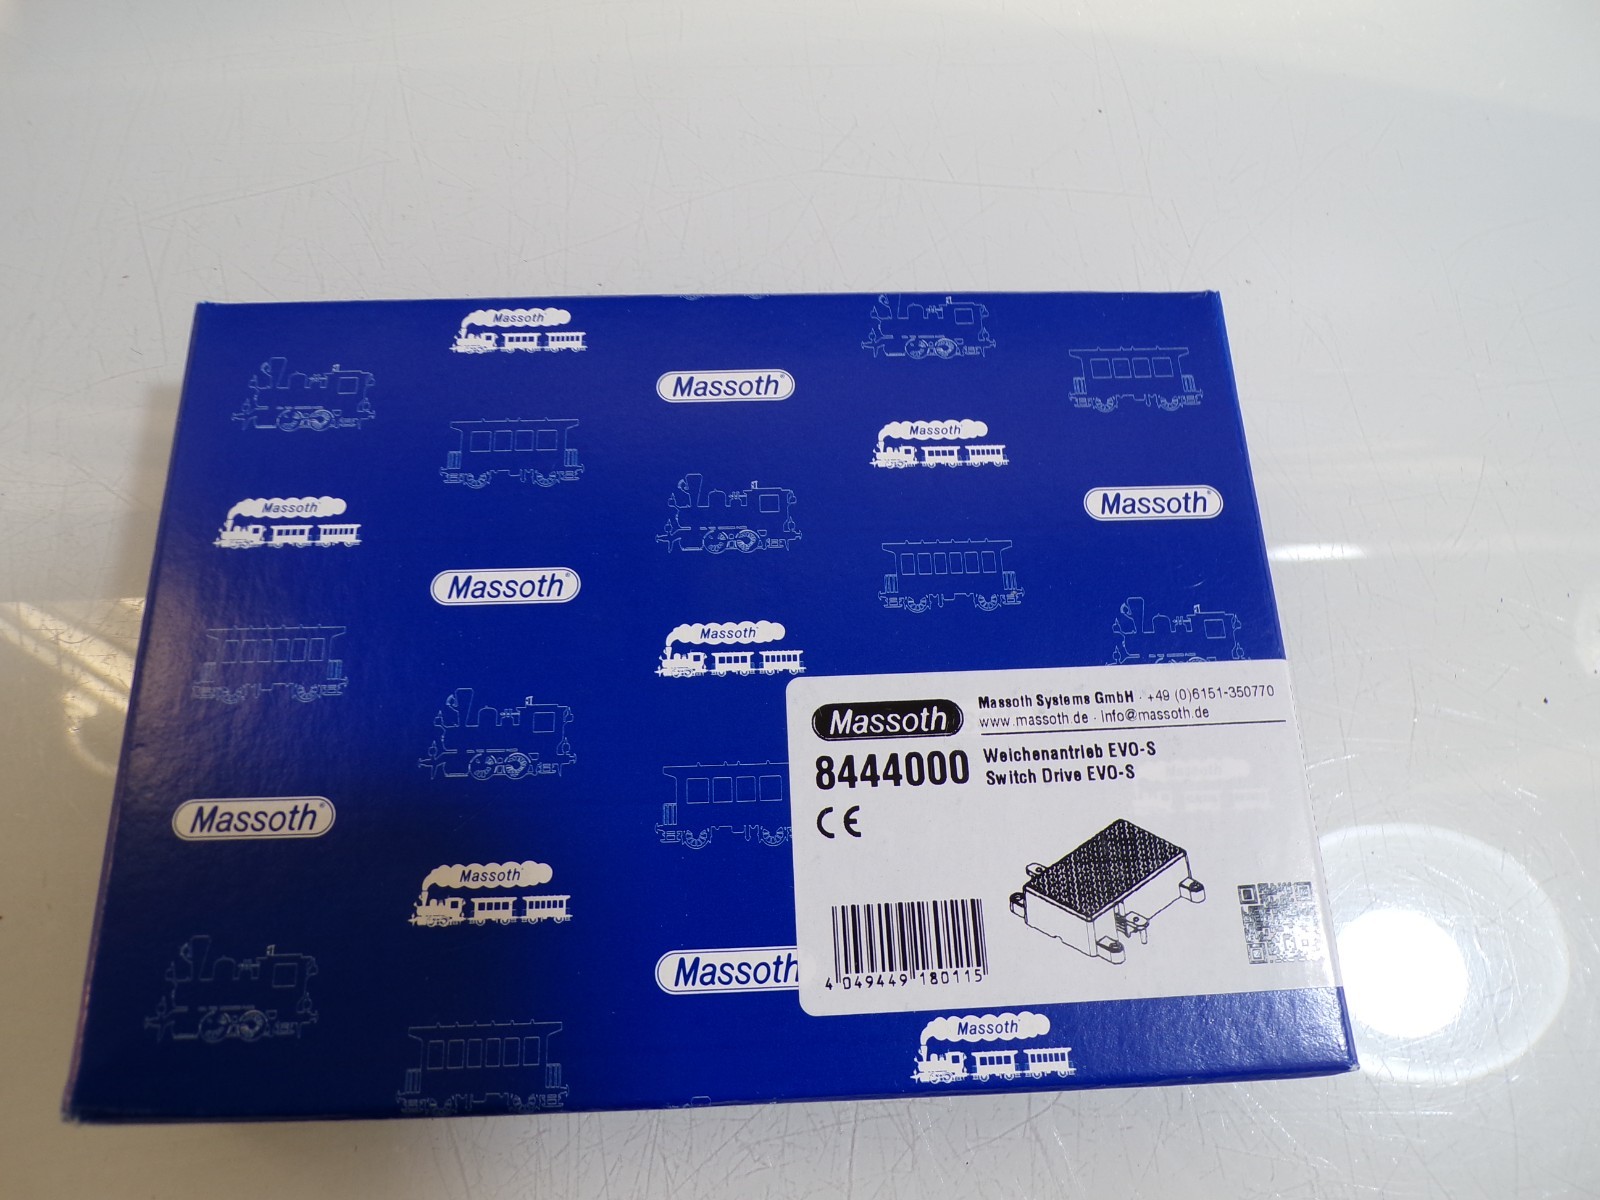 Massoth
Massoth®
Massoth
Massoth®
Massoth
Massoth®
Massoth
Massoth®
Massoth
Massoth
Massoth
Massoth
Massoth Systems GmbH · +49 (0)6151-350770
www.massoth.de · info@massoth.de
8444000
Weichenantrieb EVO-S
Switch Drive EVO-S
CE
4 049449 180115